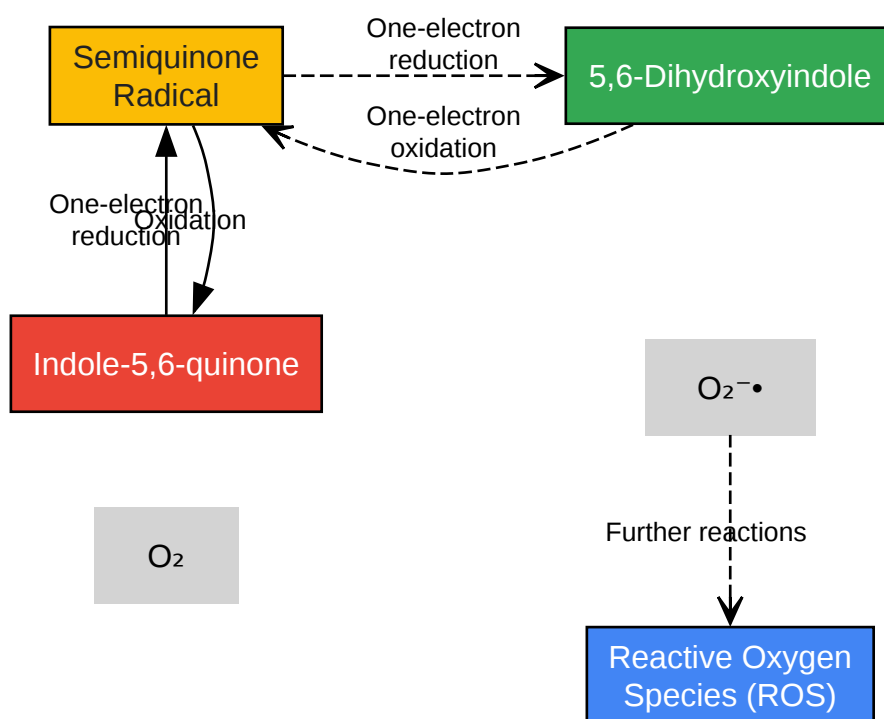 Semiquinone
Radical
One-electron
reduction
5,6-Dihydroxyindole
One-electron
oxidation
One-electron
reduction
Oxidation
Indole-5,6-quinone
O₂⁻•
O₂
Further reactions
Reactive Oxygen
Species (ROS)